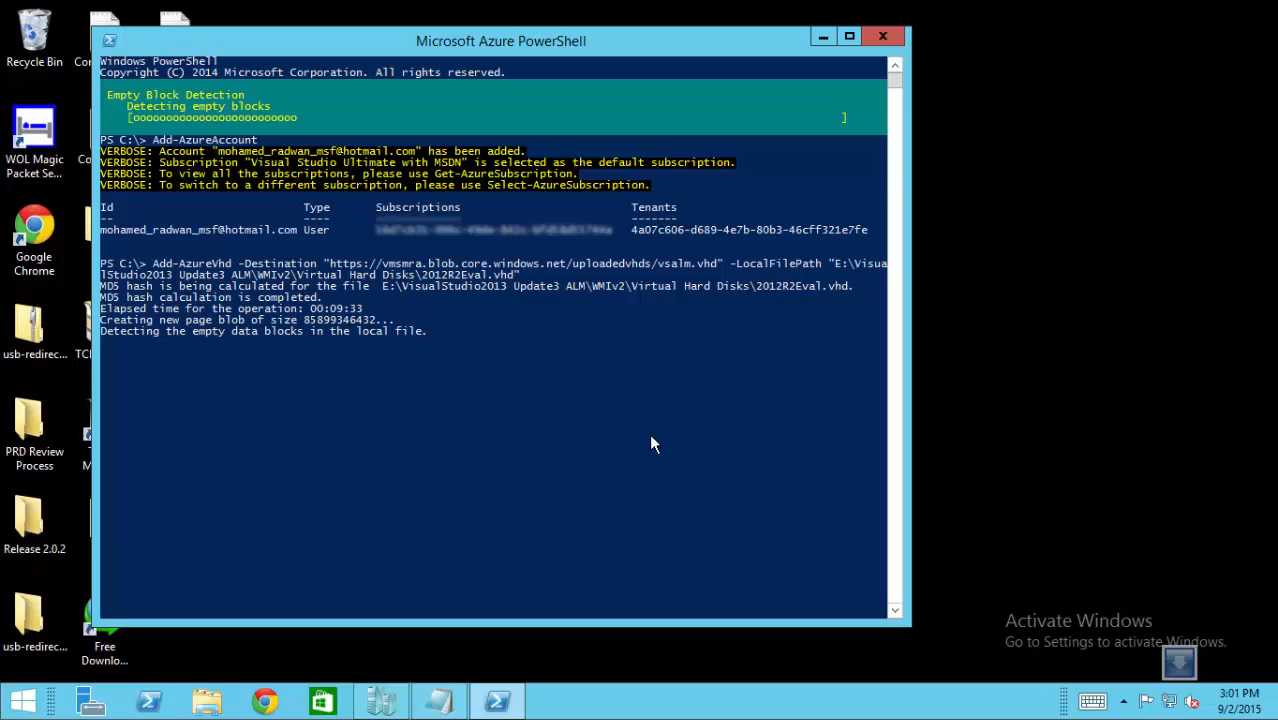 Microsoft Azure PowerShell
Recycle Bin
Windows PowerShell
Copyright (C) 2014 Microsoft Corporation. All rights reserved.
Empty Block Detection
Detecting empty blocks
[ooooooooooooooooooooooooo ]
PS C:\> Add-AzureAccount
VERBOSE: Account "mohamed_radwan_msf@hotmail.com" has been added.
VERBOSE: Subscription "Visual Studio Ultimate with MSDN" is selected as the default subscription.
VERBOSE: To view all the subscriptions, please use Get-AzureSubscription.
VERBOSE: To switch to a different subscription, please use Select-AzureSubscription.
Id Type Subscriptions Tenants
-- ---- ------------- -------
mohamed_radwan_msf@hotmail.com User 4a07c606-d689-4e7b-80b3-46cff321e7fe
PS C:\> Add-AzureVhd -Destination "https://vmsmra.blob.core.windows.net/uploadedvhds/vsalm.vhd" -LocalFilePath "E:\Visua
lStudio2013 Update3 ALM\WMIv2\Virtual Hard Disks\2012R2Eval.vhd"
MD5 hash is being calculated for the file  E:\VisualStudio2013 Update3 ALM\WMIv2\Virtual Hard Disks\2012R2Eval.vhd.
MD5 hash calculation is completed.
Elapsed time for the operation: 00:09:33
Creating new page blob of size 85899346432...
Detecting the empty data blocks in the local file.
WOL Magic
Packet Se...
Google
Chrome
usb-redirec...
PRD Review
Process
Release 2.0.2
usb-redirec...
Free
Downlo...
Activate Windows
Go to Settings to activate Windows.
3:01 PM
9/2/2015